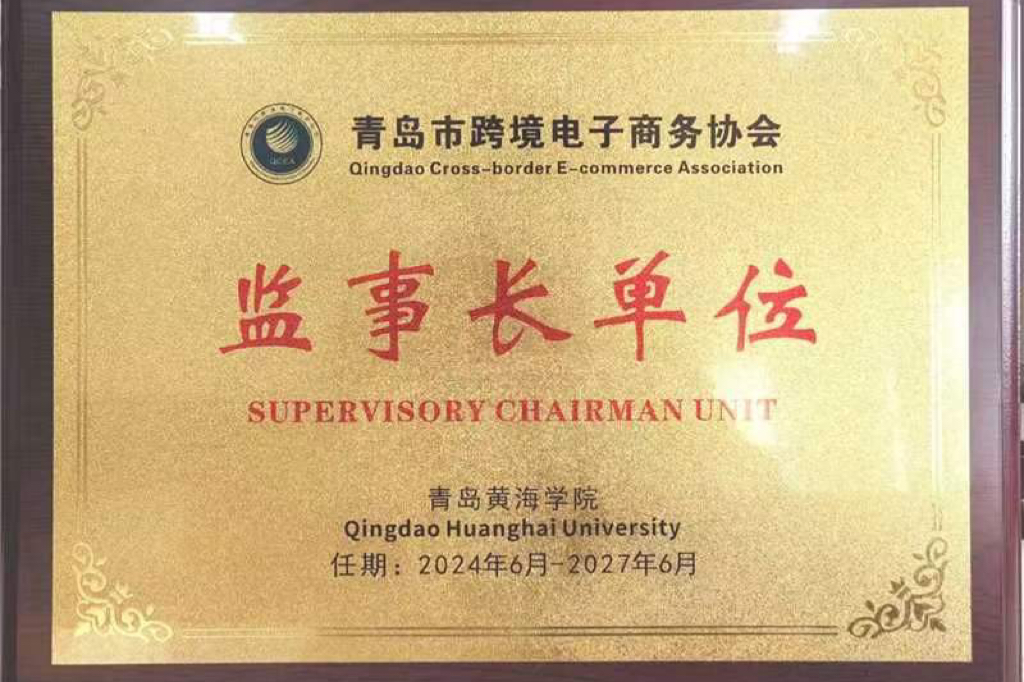 青岛市跨境电子商务协会
Qingdao Cross-border E-commerce Association
QCEA
监事长单位
SUPERVISORY CHAIRMAN UNIT
青岛黄海学院
Qingdao Huanghai University
任期：2024年6月-2027年6月